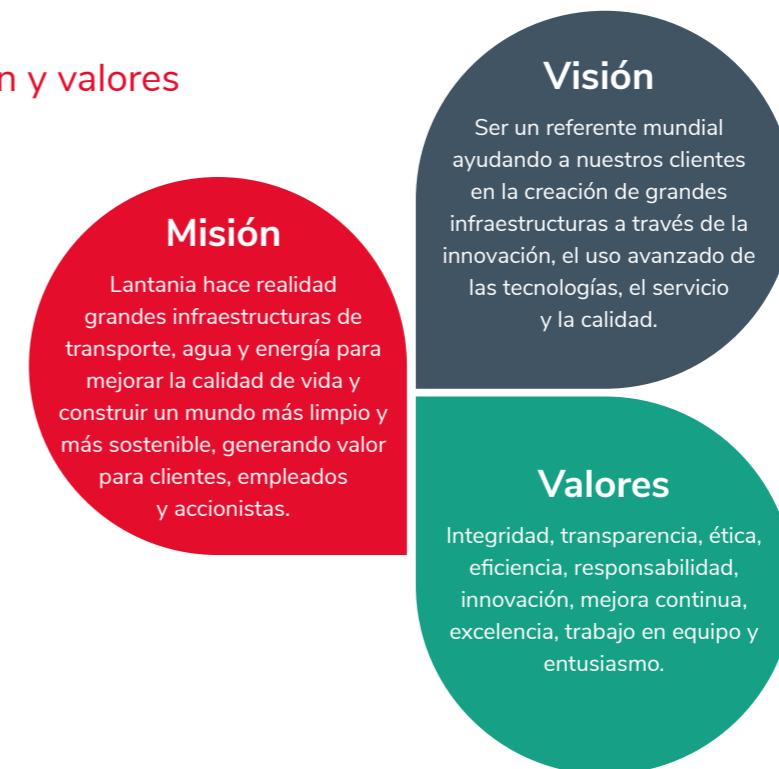 n y valores
Visión
Ser un referente mundial
ayudando a nuestros clientes
en la creación de grandes
infraestructuras a través de la
innovación, el uso avanzado de
las tecnologías, el servicio
y la calidad.
Misión
Lantania hace realidad
grandes infraestructuras de
transporte, agua y energía para
mejorar la calidad de vida y
construir un mundo más limpio y
más sostenible, generando valor
para clientes, empleados
y accionistas.
Valores
Integridad, transparencia, ética,
eficiencia, responsabilidad,
innovación, mejora continua,
excelencia, trabajo en equipo y
entusiasmo.